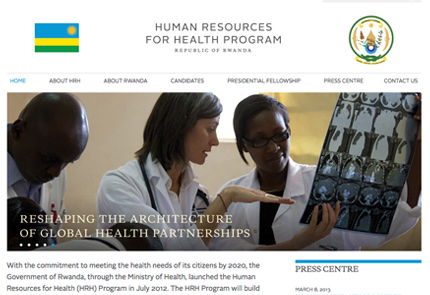 HUMAN RESOURCES
FOR HEALTH PROGRAM
REPUBLIC OF RWANDA
HOME ABOUT HRH ABOUT RWANDA CANDIDATES PRESIDENTIAL FELLOWSHIP PRESS CENTRE CONTACT US
RESHAPING THE ARCHITECTURE
OF GLOBAL HEALTH PARTNERSHIPS
With the commitment to meeting the health needs of its citizens by 2020, the
Government of Rwanda, through the Ministry of Health, launched the Human
Resources for Health (HRH) Program in July 2012. The HRH Program will build
PRESS CENTRE
MARCH 8, 2013